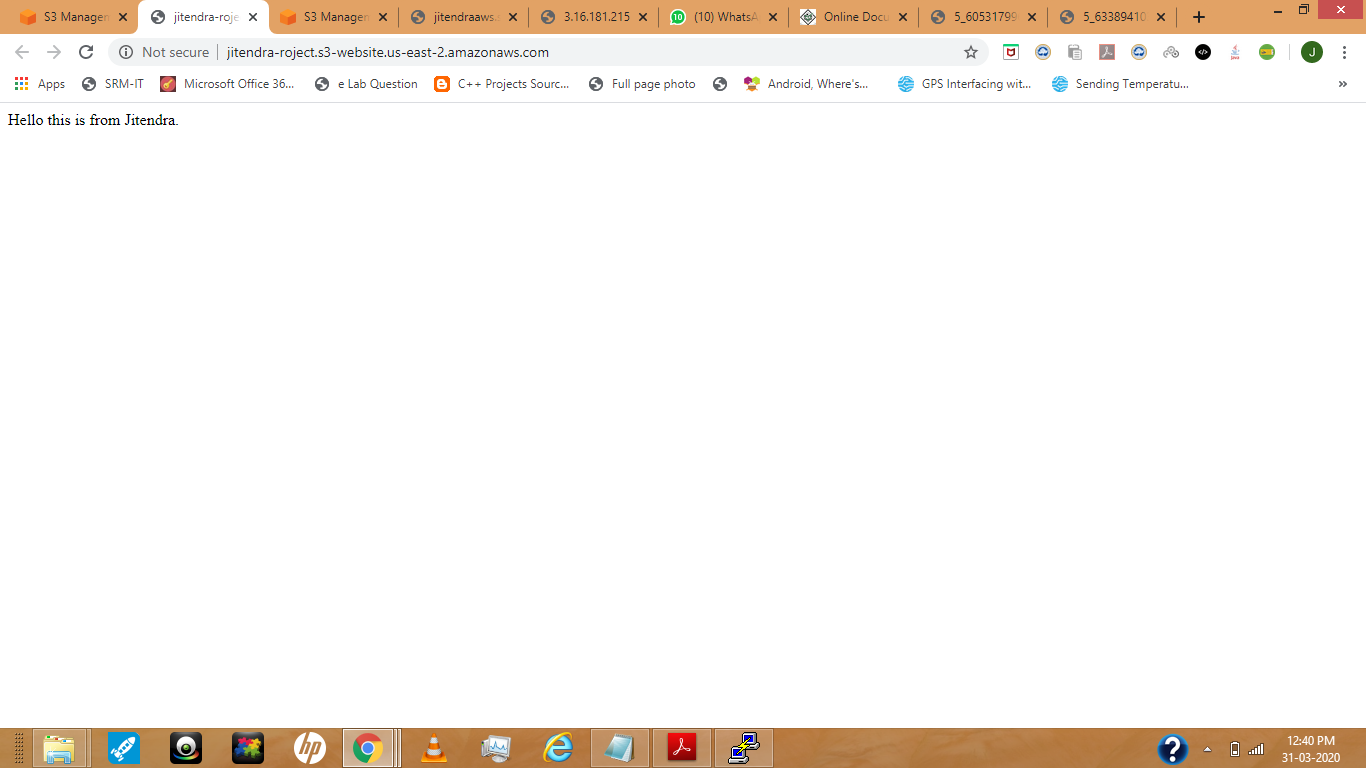 S3 Managem
jitendra-roje
S3 Managem
jitendraaws.
3.16.181.215
(10) WhatsA
Online Docu
5_60531799
5_63389410
Not secure
jitendra-roject.s3-website.us-east-2.amazonaws.com
J
Apps
SRM-IT
Microsoft Office 36...
e Lab Question
C++ Projects Sourc...
Full page photo
Android, Where's...
GPS Interfacing wit...
Sending Temperatu...
»
Hello this is from Jitendra.
hp
12:40 PM
31-03-2020